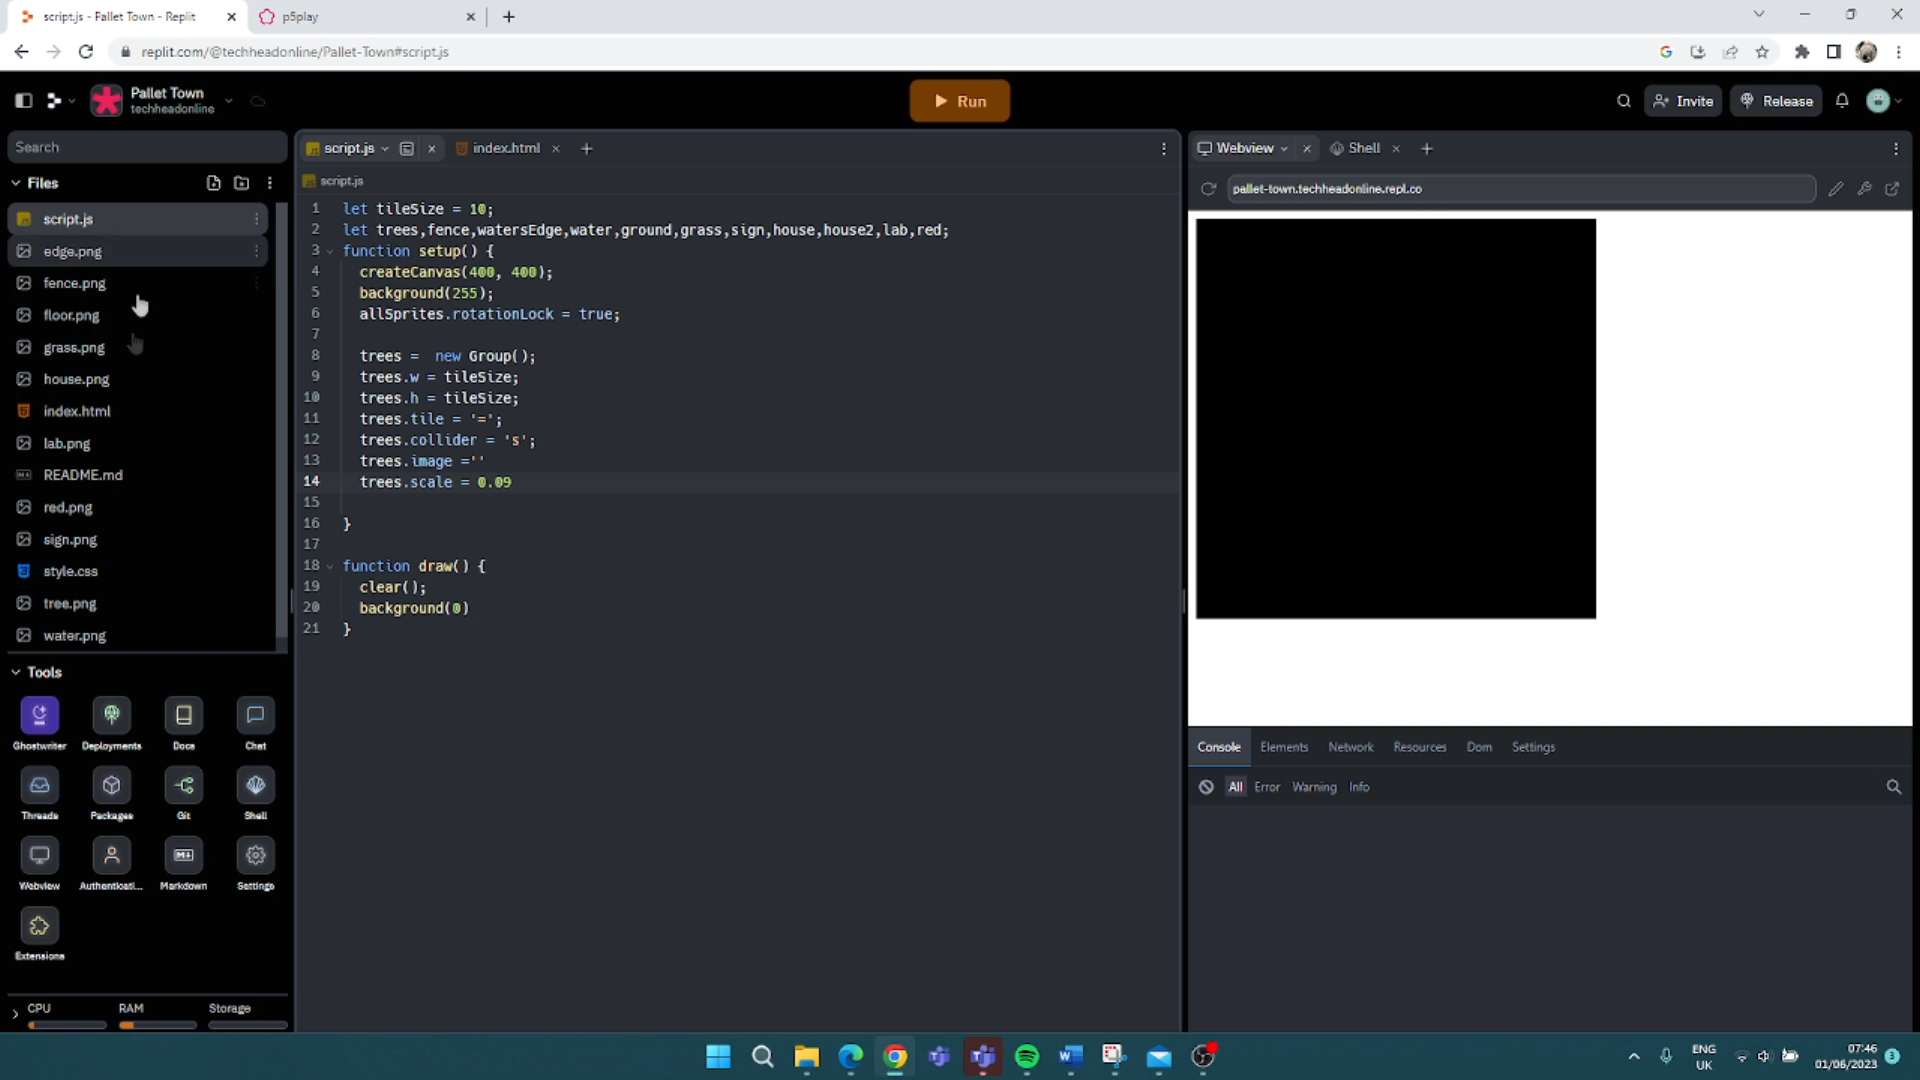 script.js - Pallet Town - Replit
p5play
replit.com/@techheadonline/Pallet-Town#script.js
Pallet Town
techheadonline
Run
Invite
Release
Search
Files
script.js
edge.png
fence.png
floor.png
grass.png
house.png
index.html
lab.png
README.md
red.png
sign.png
style.css
tree.png
water.png
Tools
Ghostwriter Deployments Docs Chat
Threads Packages Git Shell
Webview Authenticati... Markdown Settings
Extensions
CPU RAM Storage
script.js index.html
script.js
1 let tileSize = 10;
2 let trees,fence,watersEdge,water,ground,grass,sign,house,house2,lab,red;
3 function setup() {
4 createCanvas(400, 400);
5 background(255);
6 allSprites.rotationLock = true;
7
8 trees =  new Group();
9 trees.w = tileSize;
10 trees.h = tileSize;
11 trees.tile = '=';
12 trees.collider = 's';
13 trees.image =''
14 trees.scale = 0.09
15
16 }
17
18 function draw() {
19 clear();
20 background(0)
21 }
Webview Shell
pallet-town.techheadonline.repl.co
Console Elements Network Resources Dom Settings
All Error Warning Info
ENG
UK
07:46
01/06/2023
3